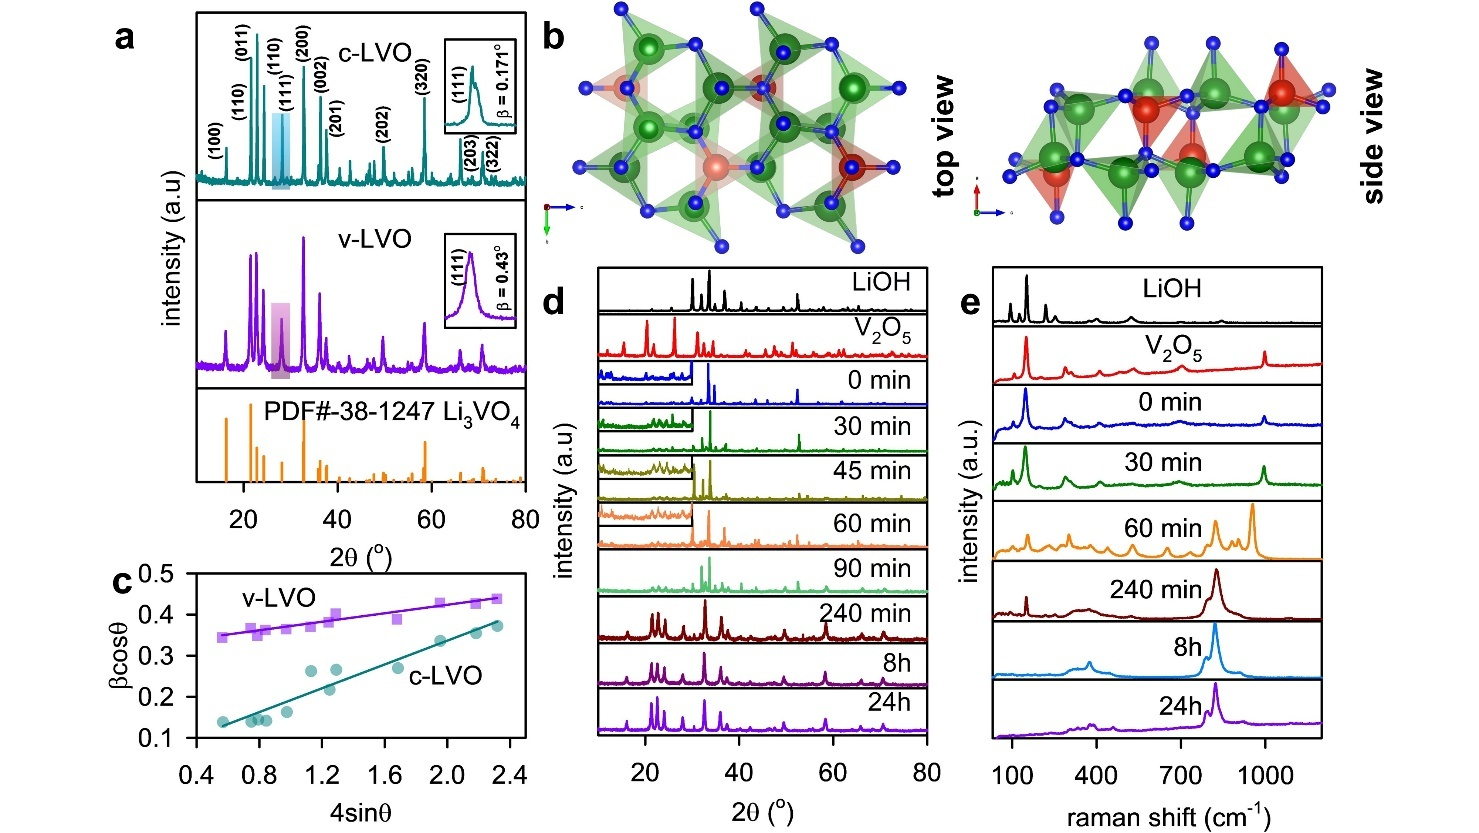 a
c-LVO
(100)
(110)
(011)
(110)
(111)
(200)
(002)
(201)
(202)
(320)
(203)
(322)
(111)
β = 0.171°
v-LVO
(111)
β = 0.43°
PDF#-38-1247 Li₃VO₄
intensity (a.u)
20
40
60
80
2θ (°)
b
top view
side view
c
v-LVO
c-LVO
βcosθ
0.5
0.4
0.3
0.2
0.1
0.4
0.8
1.2
1.6
2.0
2.4
4sinθ
d
LiOH
V₂O₅
0 min
30 min
45 min
60 min
90 min
240 min
8h
24h
intensity (a.u)
20
40
60
80
2θ (°)
e
LiOH
V₂O₅
0 min
30 min
60 min
240 min
8h
24h
intensity (a.u.)
100
400
700
1000
raman shift (cm⁻¹)